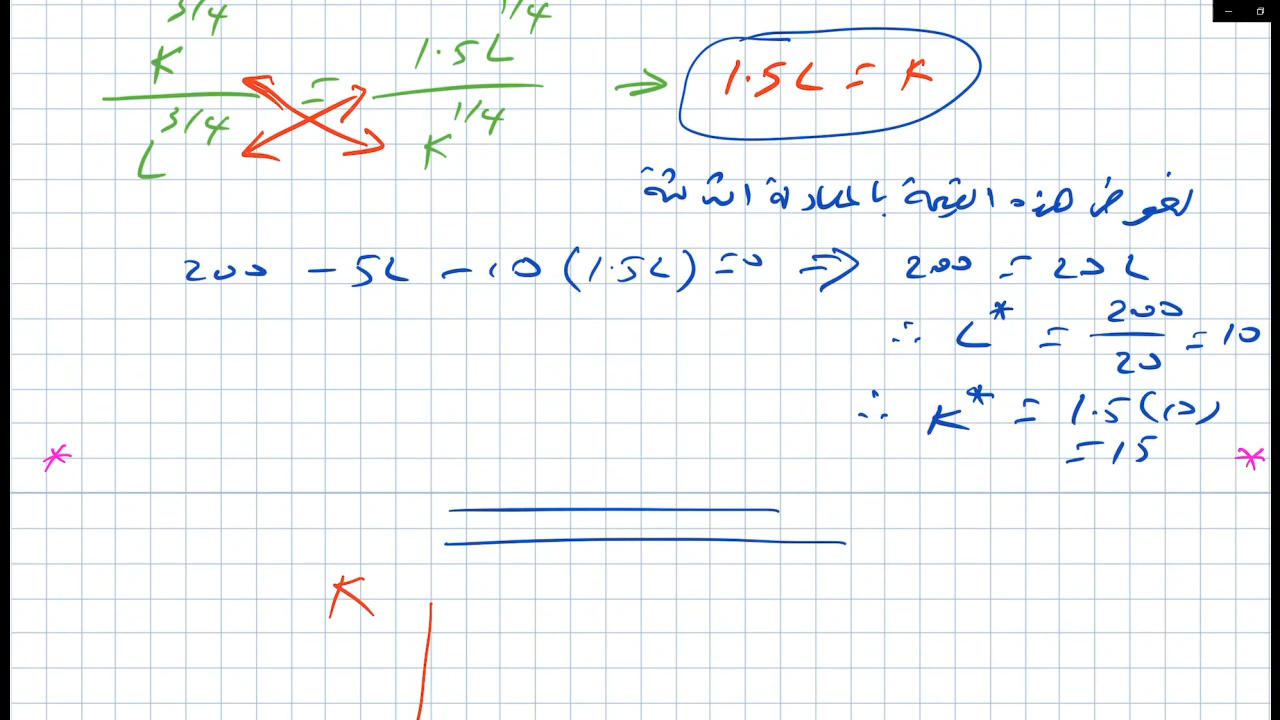 K^3/4 / L^3/4 = 1.5L^1/4 / K^1/4 ⇒ 1.5L = K
نعوض هذه القيمة بالمعادلة الثالثة
200 - 5L - 10(1.5L) = 0 ⇒ 200 = 20L
∴ L* = 200/20 = 10
∴ K* = 1.5(10)
= 15
* *
K